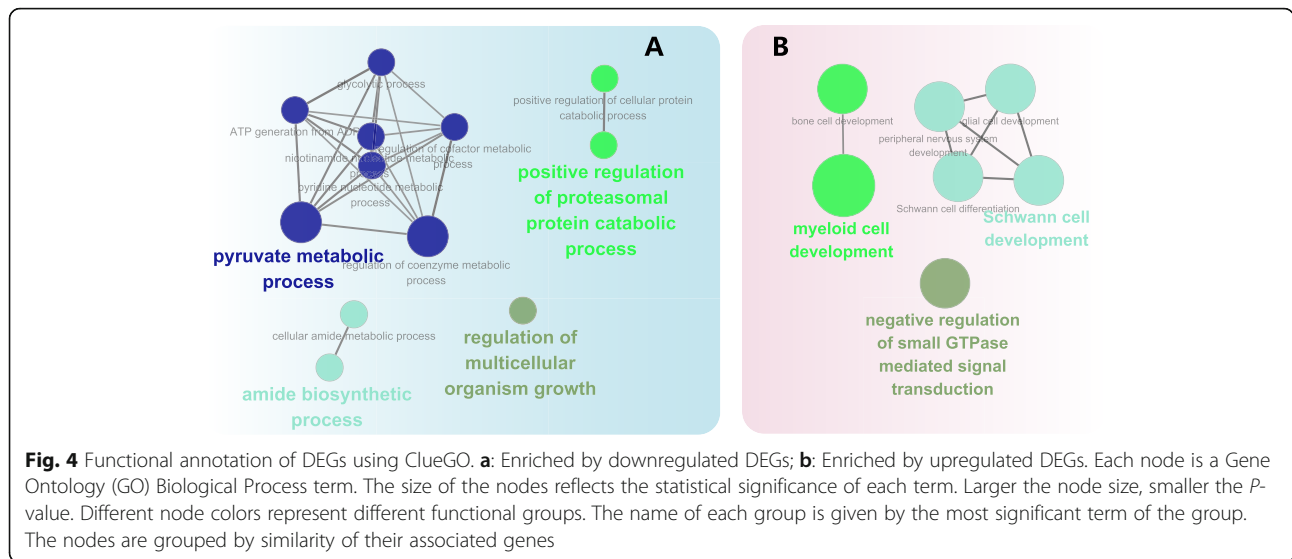 A
glycolytic process
ATP generation from ADP
regulation of cofactor metabolic
process
nicotinamide nucleotide metabolic
process
pyridine nucleotide metabolic
process
pyruvate metabolic
process
regulation of coenzyme metabolic
process
positive regulation of cellular protein
catabolic process
positive regulation
of proteasomal
protein catabolic
process
cellular amide metabolic process
amide biosynthetic
process
regulation of
multicellular
organism growth
B
bone cell development
myeloid cell
development
glial cell development
peripheral nervous system
development
Schwann cell differentiation
Schwann cell
development
negative regulation
of small GTPase
mediated signal
transduction
Fig. 4 Functional annotation of DEGs using ClueGO. a: Enriched by downregulated DEGs; b: Enriched by upregulated DEGs. Each node is a Gene
Ontology (GO) Biological Process term. The size of the nodes reflects the statistical significance of each term. Larger the node size, smaller the P-
value. Different node colors represent different functional groups. The name of each group is given by the most significant term of the group.
The nodes are grouped by similarity of their associated genes